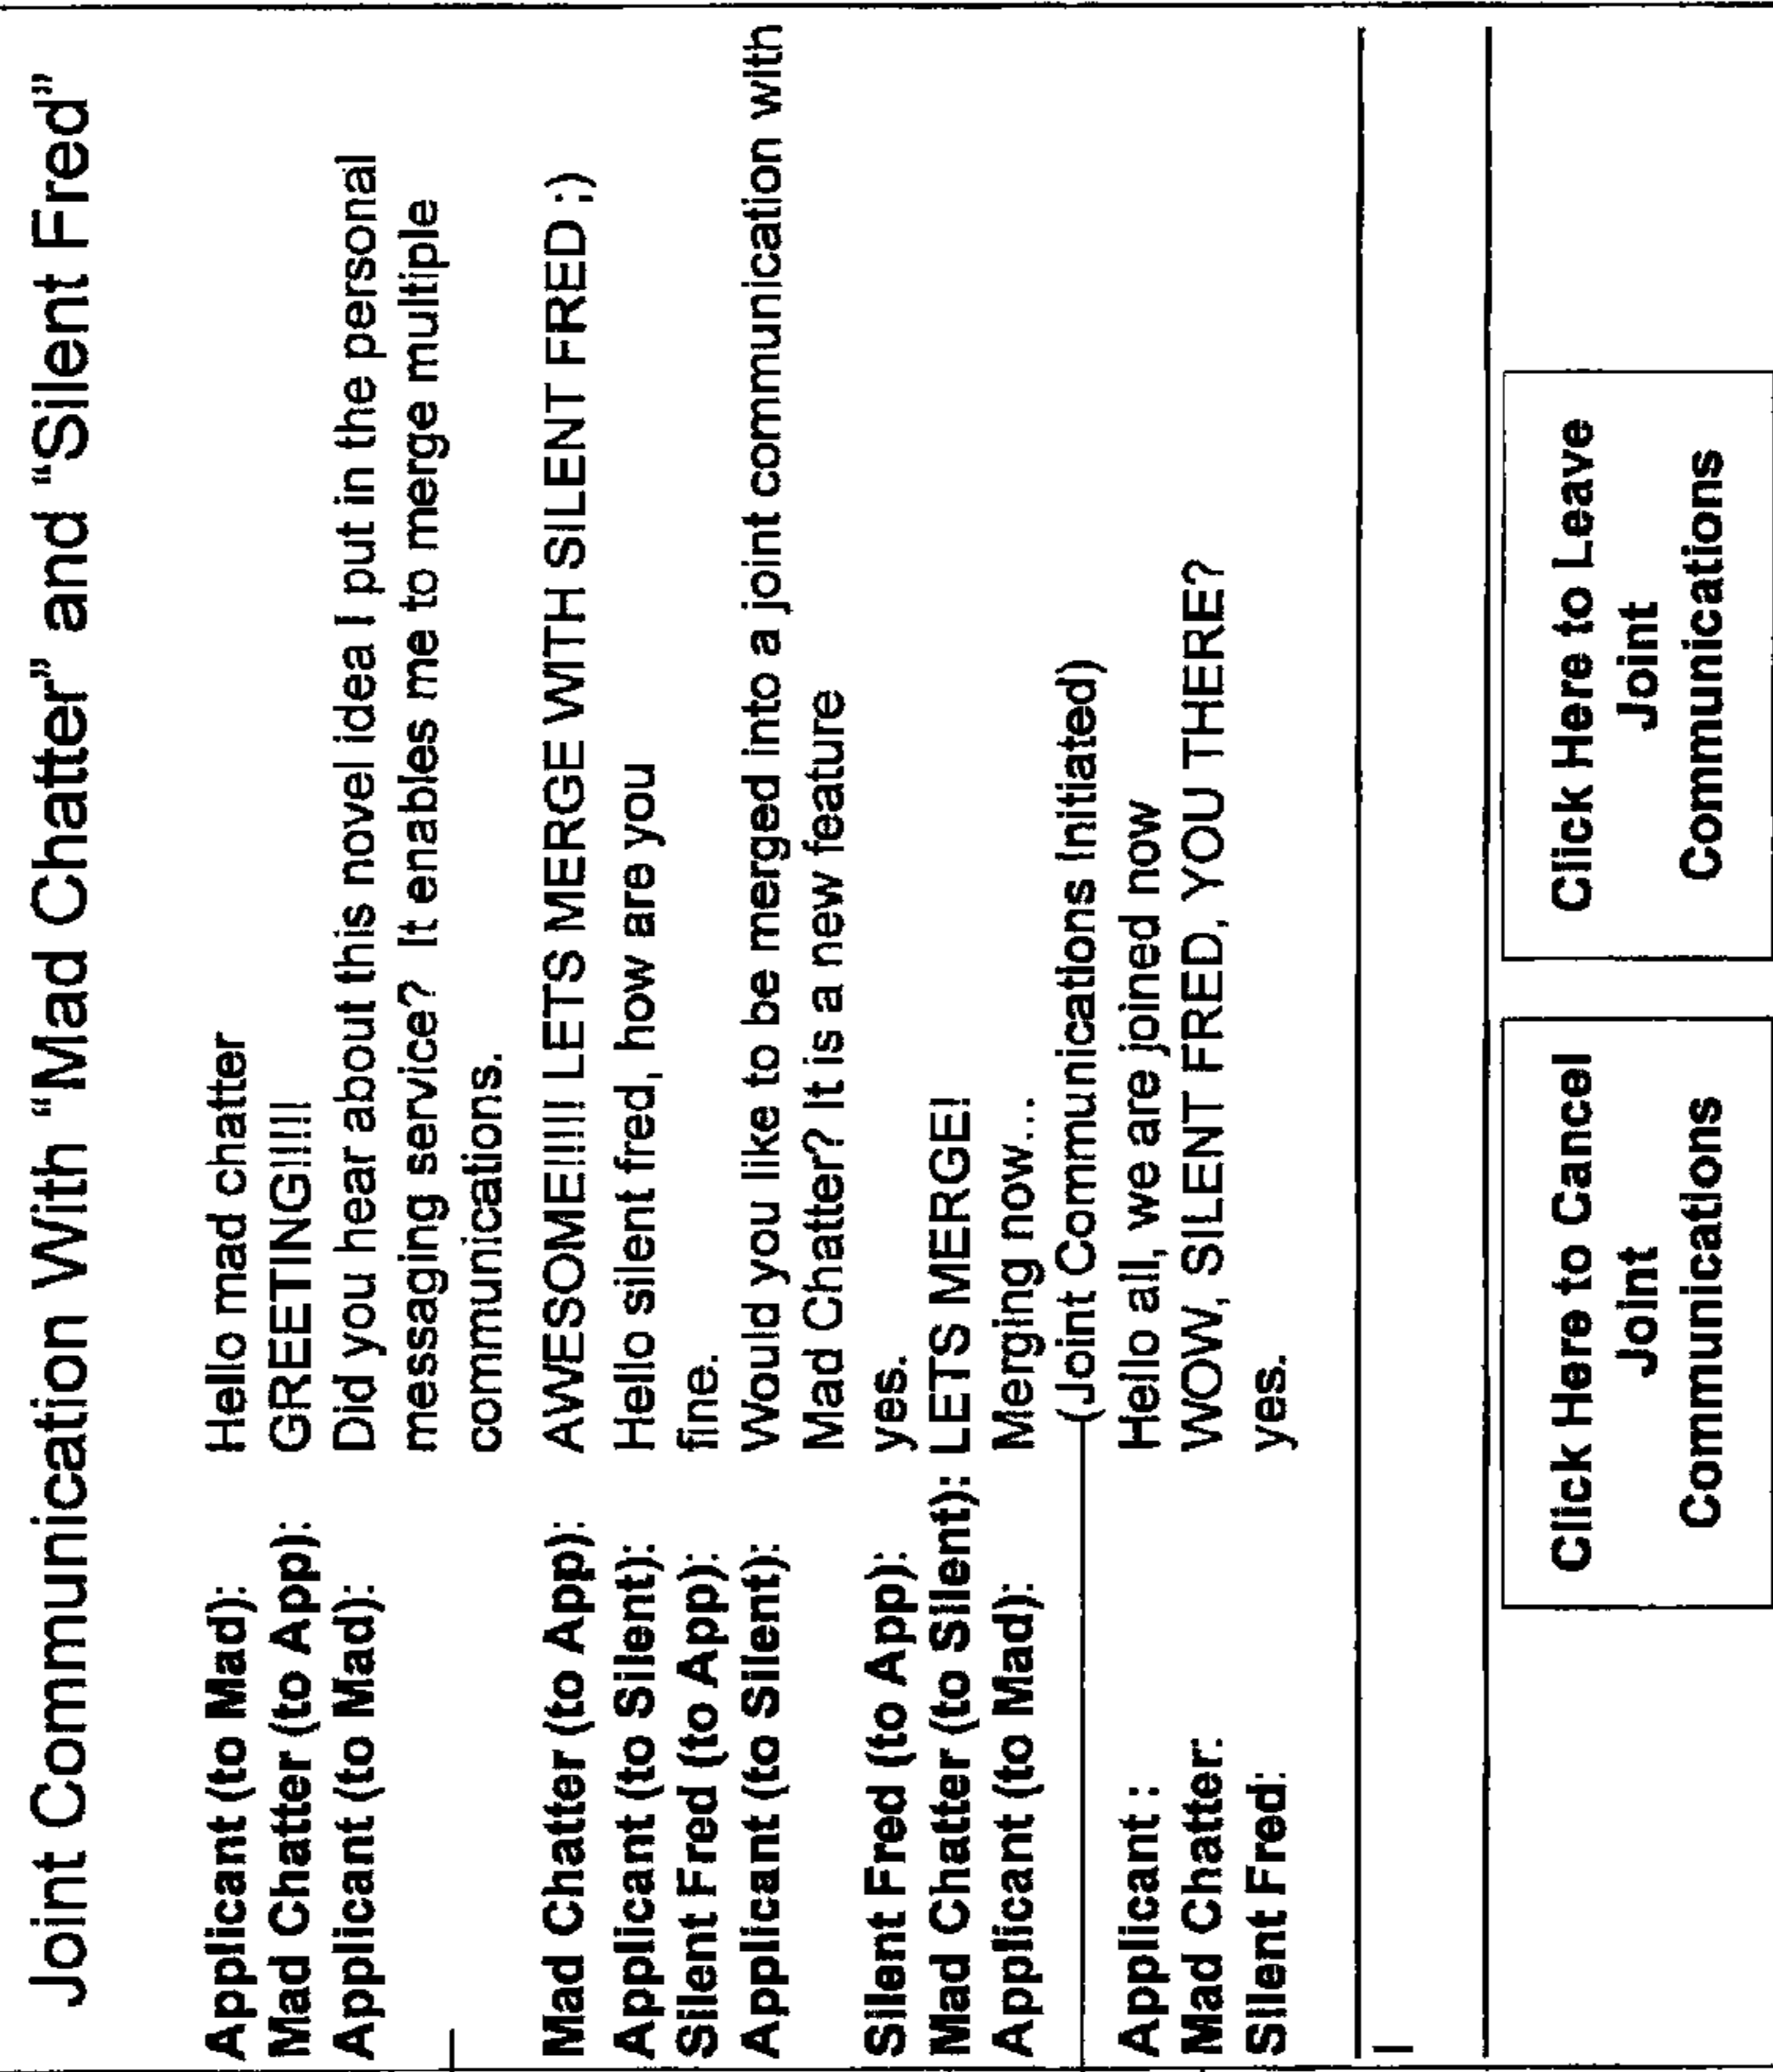 Joint Communication With "Mad Chatter" and "Silent Fred"
Applicant (to Mad): Hello mad chatter
Mad Chatter (to App): GREETING!!!!!!
Applicant (to Mad): Did you hear about this novel idea I put in the personal
messaging service? It enables me to merge multiple
communications.
Mad Chatter (to App): AWESOME!!!!! LETS MERGE WITH SILENT FRED ;)
Applicant (to Silent): Hello silent fred, how are you
Silent Fred (to App): fine.
Applicant (to Silent): Would you like to be merged into a joint communication with
Mad Chatter? It is a new feature
Silent Fred (to App): yes.
Mad Chatter (to Silent): LETS MERGE!
Applicant (to Mad): Merging now...
(Joint Communications Initiated)
Applicant : Hello all, we are joined now
Mad Chatter: WOW, SILENT FRED, YOU THERE?
Silent Fred: yes.
Click Here to Cancel
Joint
Communications
Click Here to Leave
Joint
Communications